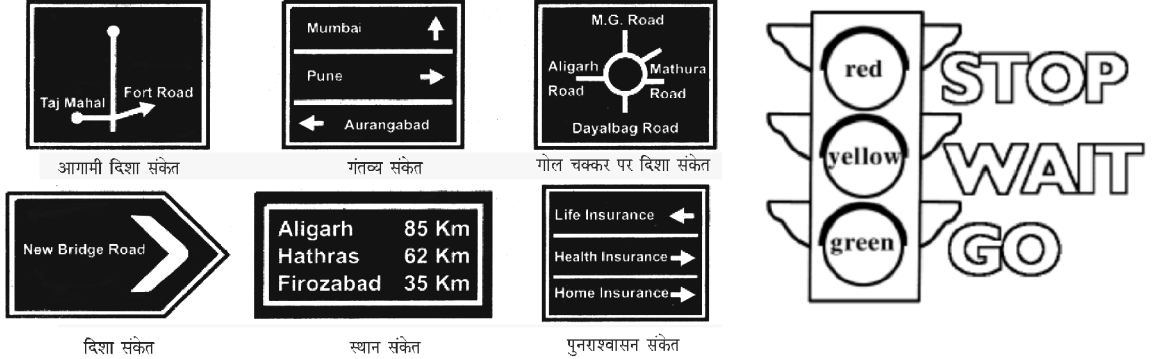 Taj Mahal
Fort Road
आगामी दिशा संकेत
Mumbai
Pune
Aurangabad
गंतव्य संकेत
M.G. Road
Aligarh
Road
Mathura
Road
Dayalbag Road
गोल चक्कर पर दिशा संकेत
New Bridge Road
दिशा संकेत
Aligarh 85 Km
Hathras 62 Km
Firozabad 35 Km
स्थान संकेत
Life Insurance
Health Insurance
Home Insurance
पुनराश्वासन संकेत
red STOP
yellow WAIT
green GO